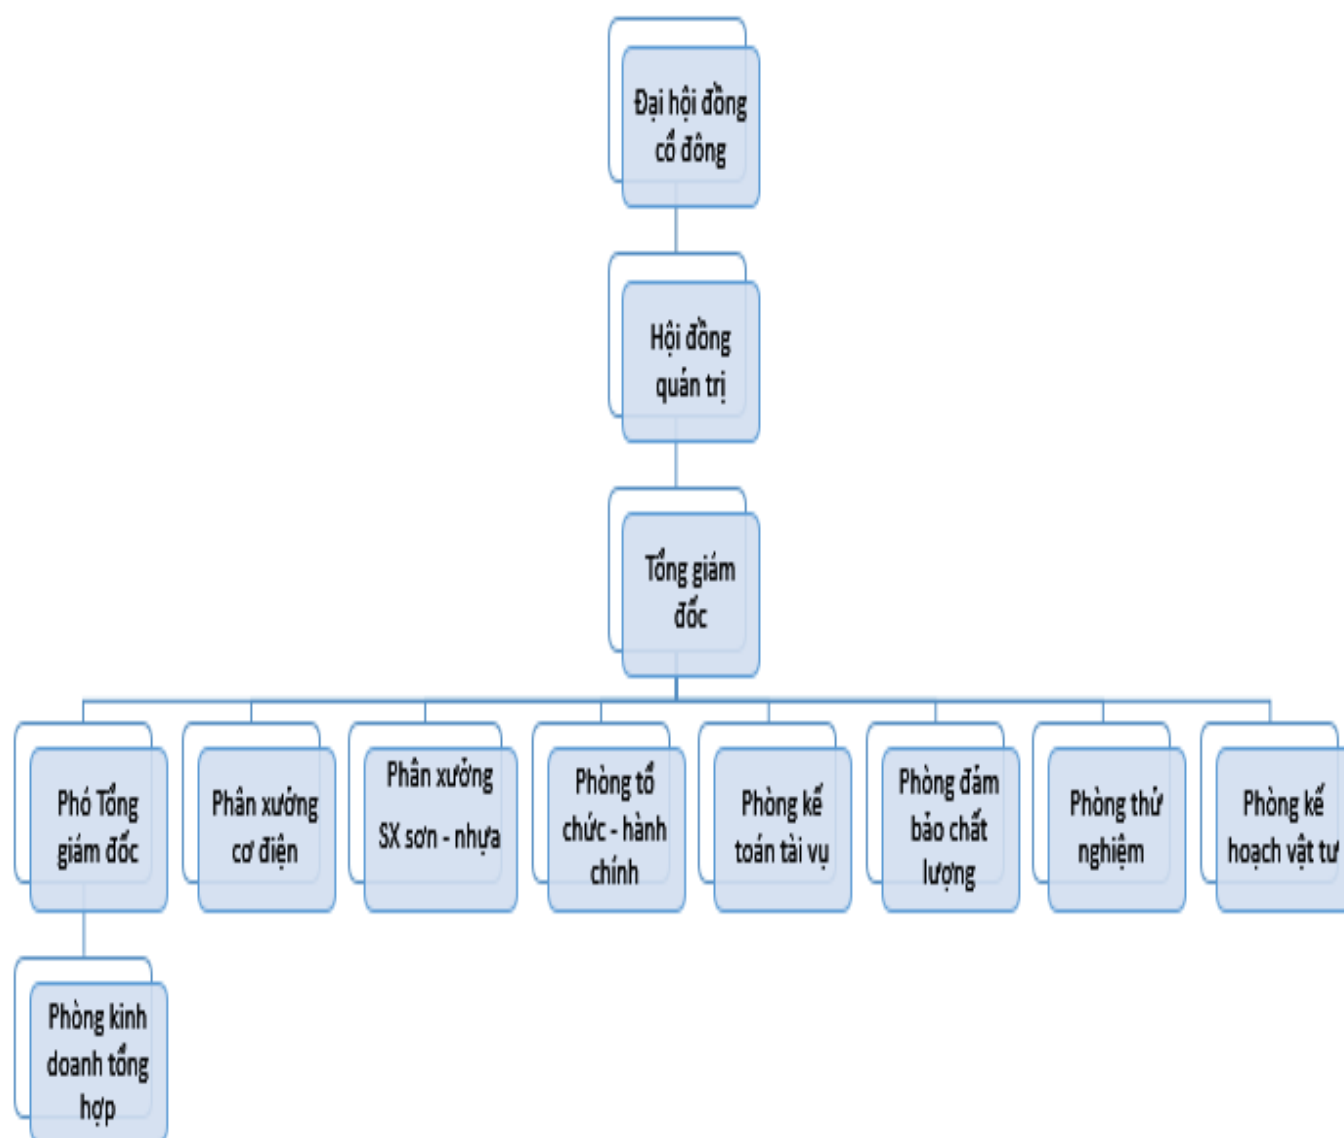 Đại hội đồng
cổ đông
Hội đồng
quản trị
Tổng giám
đốc
Phó Tổng
giám đốc
Phân xưởng
cơ điện
Phân xưởng
SX sơn - nhựa
Phòng tổ
chức - hành
chính
Phòng kế
toán tài vụ
Phòng đảm
bảo chất
lượng
Phòng thử
nghiệm
Phòng kế
hoạch vật tư
Phòng kinh
doanh tổng
hợp